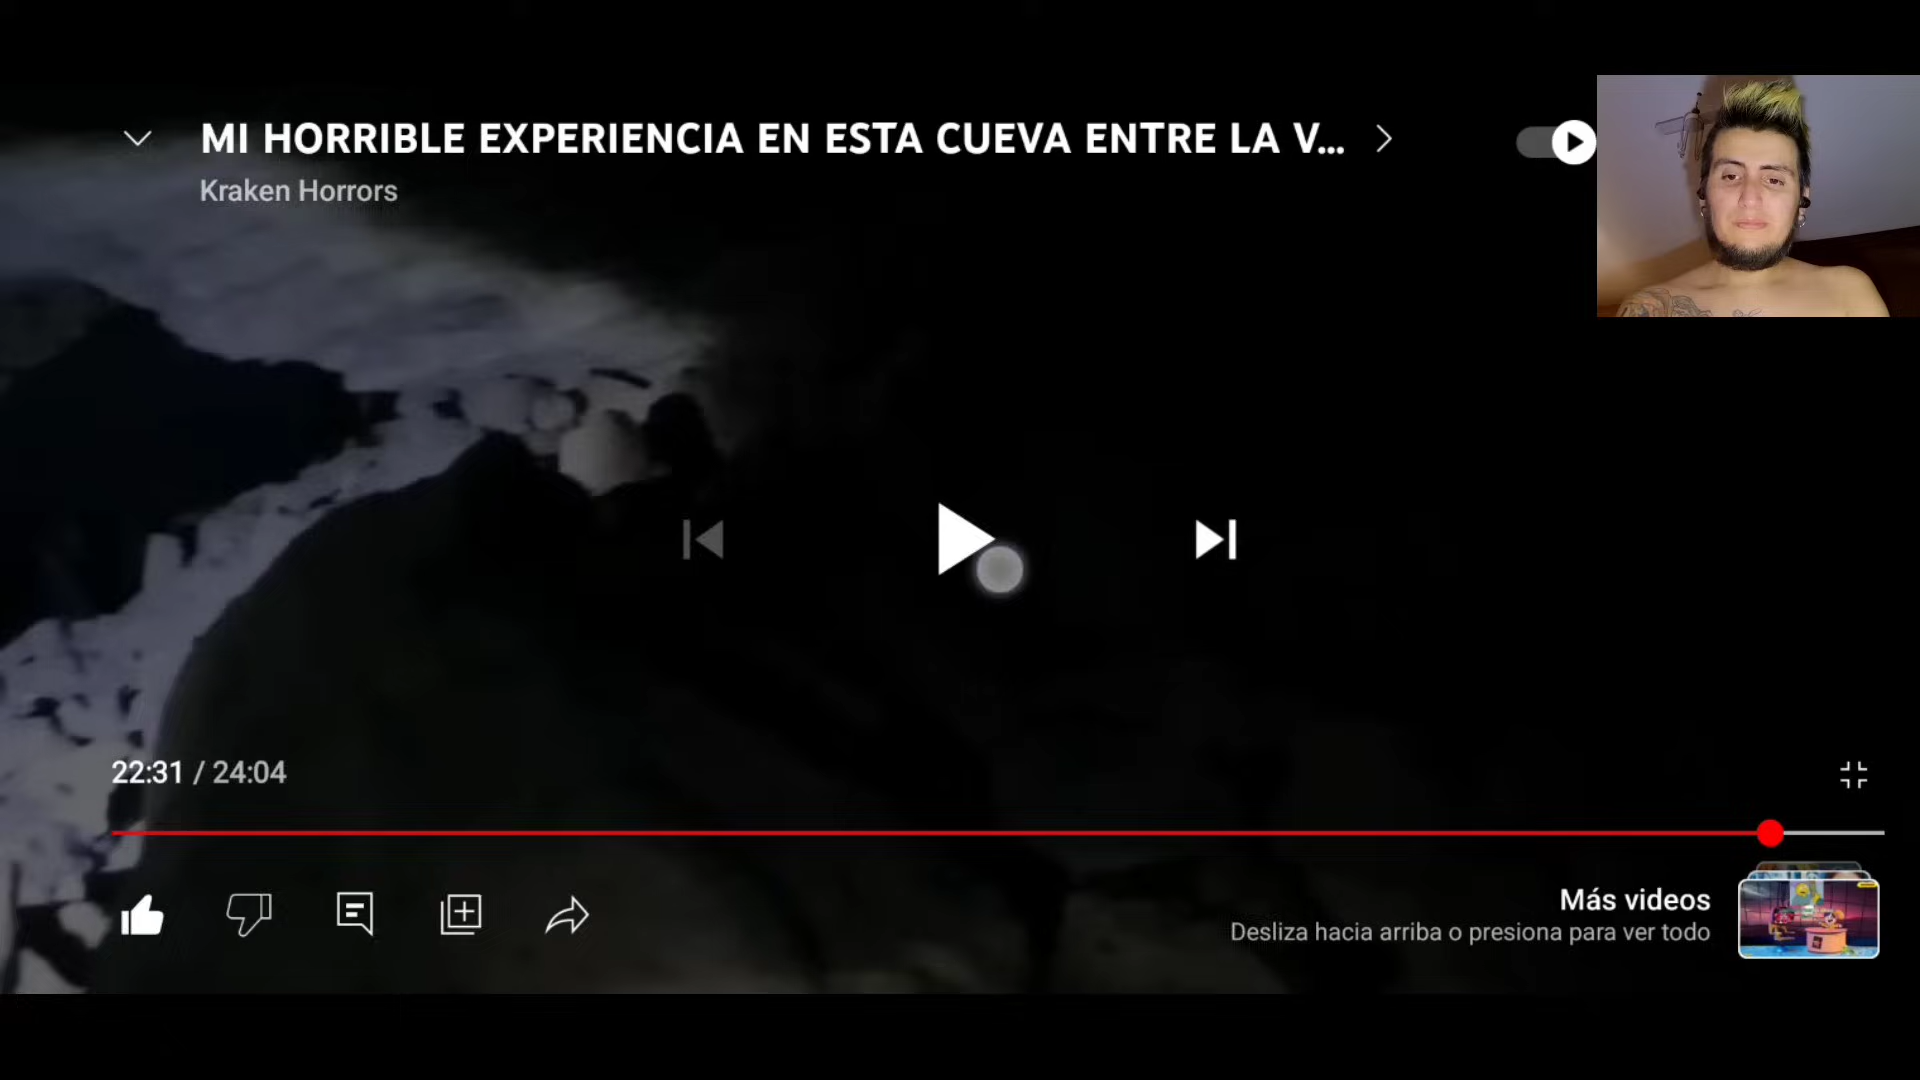 MI HORRIBLE EXPERIENCIA EN ESTA CUEVA ENTRE LA V...
Kraken Horrors
22:31 / 24:04
Más videos
Desliza hacia arriba o presiona para ver todo